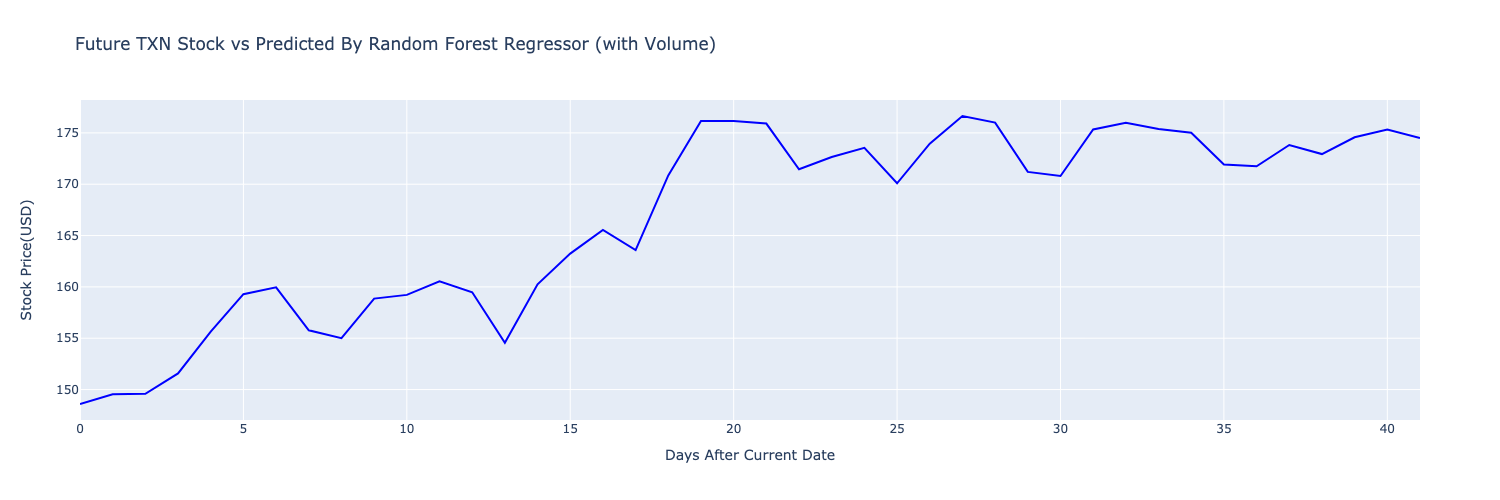 Future TXN Stock vs Predicted By Random Forest Regressor (with Volume)
Stock Price(USD)
175
170
165
160
155
150
0 5 10 15 20 25 30 35 40
Days After Current Date